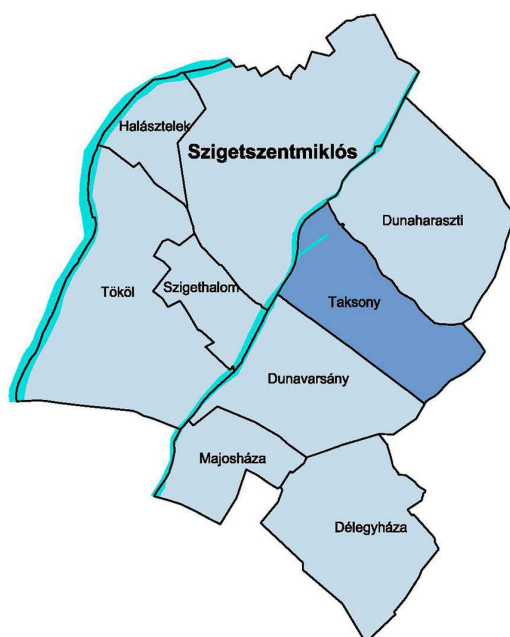 Halásztelek
Szigetszentmiklós
Dunaharaszti
Tököl
Szigethalom
Taksony
Dunavarsány
Majosháza
Délegyháza